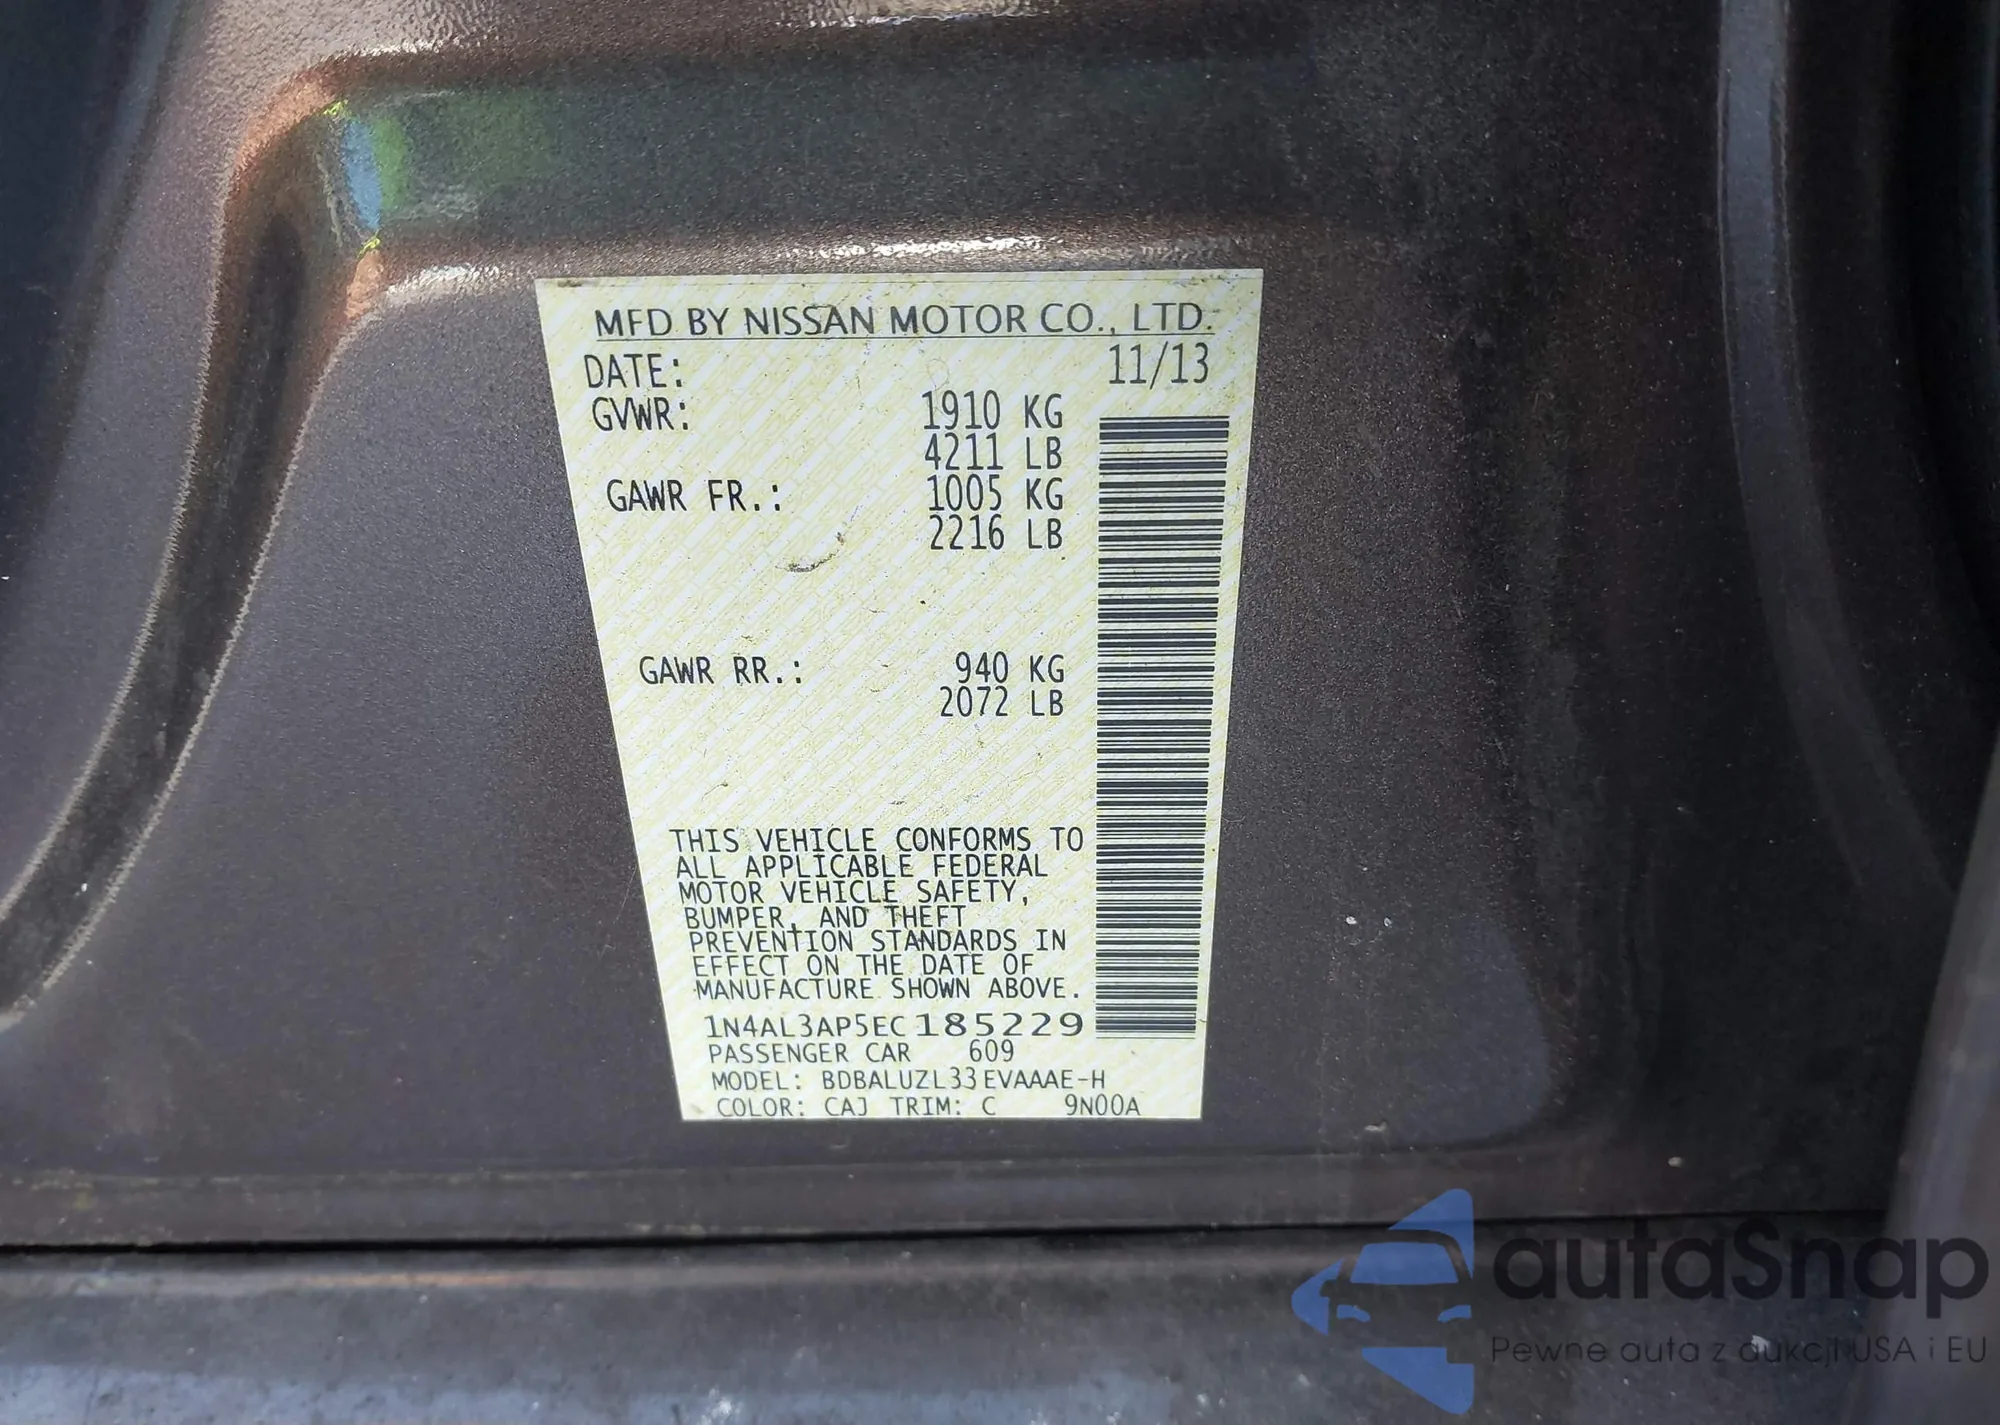 MFD BY NISSAN MOTOR CO., LTD.
DATE: 11/13
GVWR: 1910 KG
4211 LB
GAWR FR.: 1005 KG
2216 LB
GAWR RR.: 940 KG
2072 LB
THIS VEHICLE CONFORMS TO
ALL APPLICABLE FEDERAL
MOTOR VEHICLE SAFETY,
BUMPER, AND THEFT
PREVENTION STANDARDS IN
EFFECT ON THE DATE OF
MANUFACTURE SHOWN ABOVE.
1N4AL3AP5EC185229
PASSENGER CAR 609
MODEL: BDBALUZL33EVAAAE-H
COLOR: CAJ TRIM: C 9N00A
autaSnap
Pewne auta z aukcji USA i EU